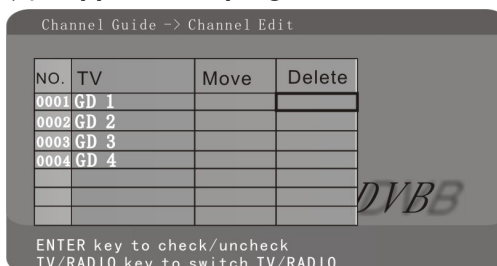 Channel Guide -> Channel Edit
NO. TV Move Delete
0001 GD 1
0002 GD 2
0003 GD 3
0004 GD 4
DVB
ENTER key to check/uncheck
TV/RADIO key to switch TV/RADIO